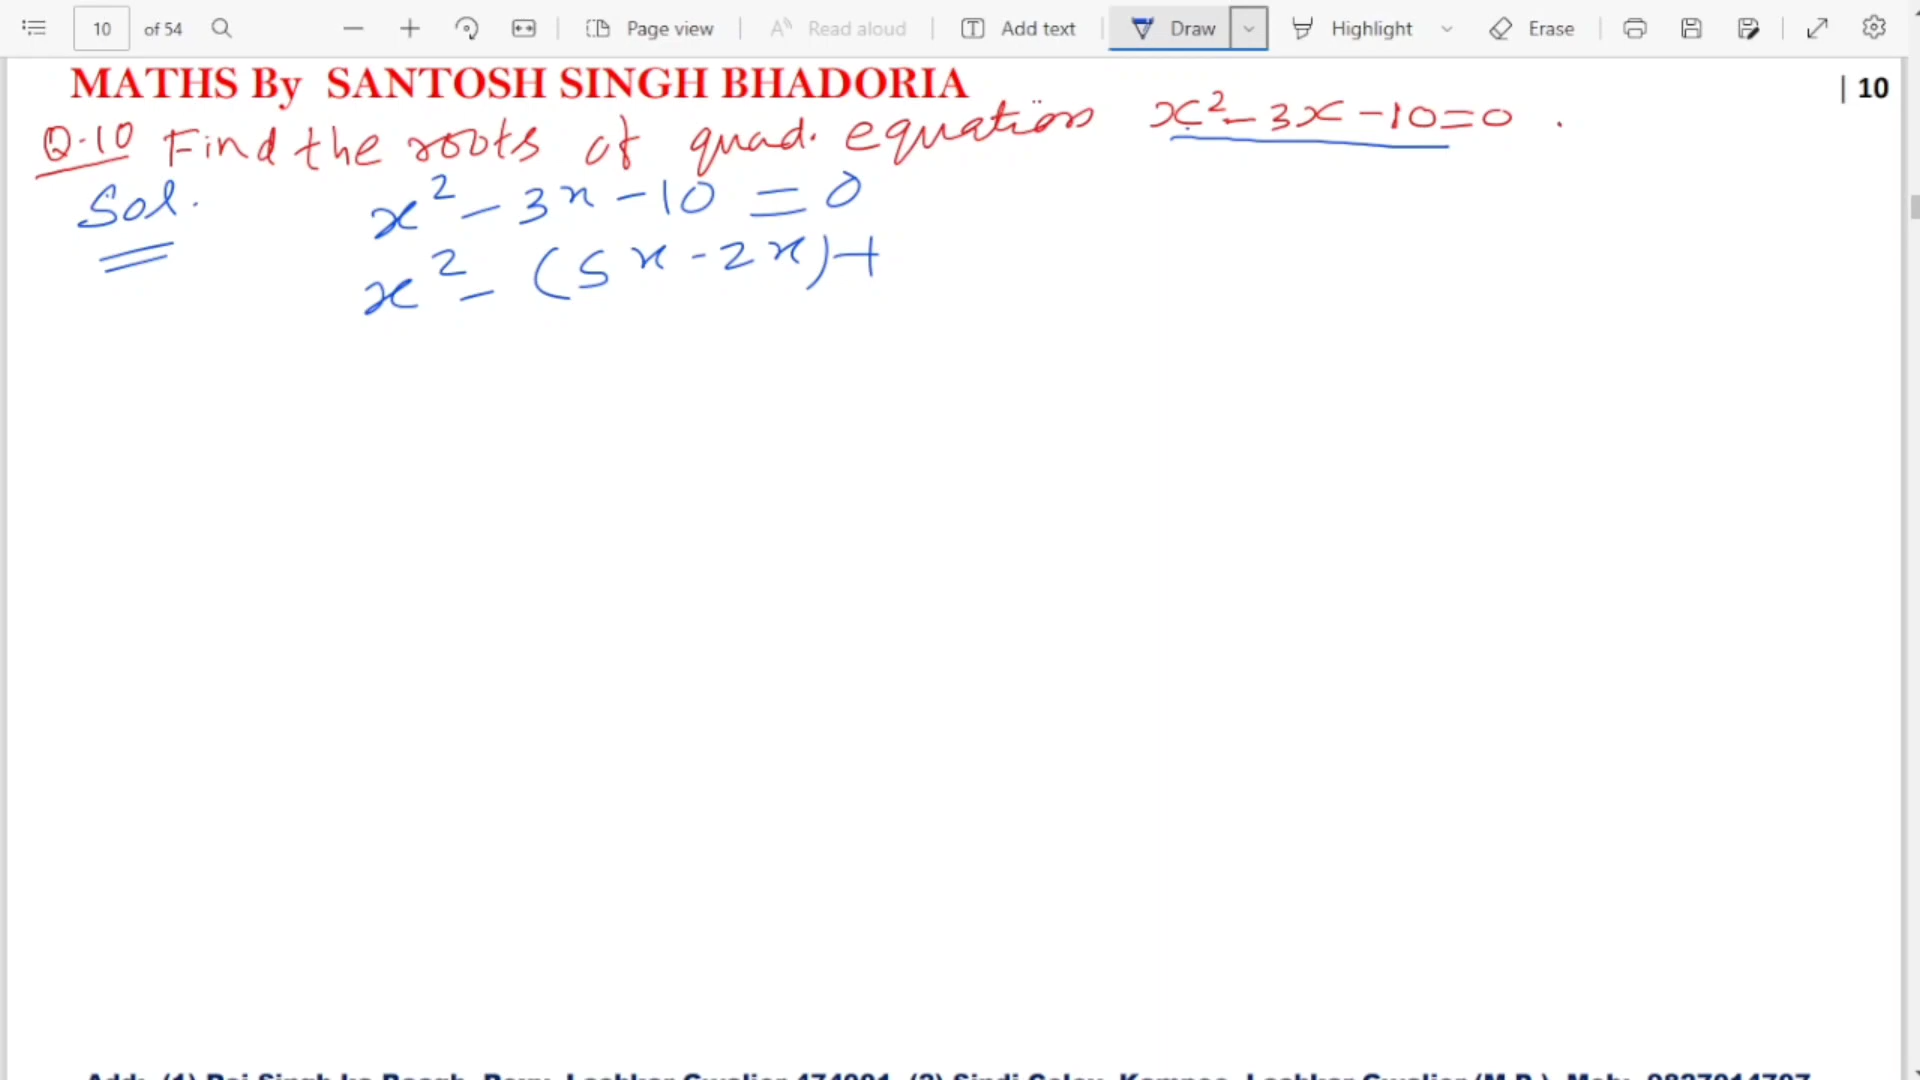 10 of 54 Page view Read aloud Add text Draw Highlight Erase
MATHS By SANTOSH SINGH BHADORIA | 10
Q.10 Find the roots of quad. equations x² - 3x - 10 = 0 .
Sol. x² - 3x - 10 = 0
x² - (5x - 2x) +